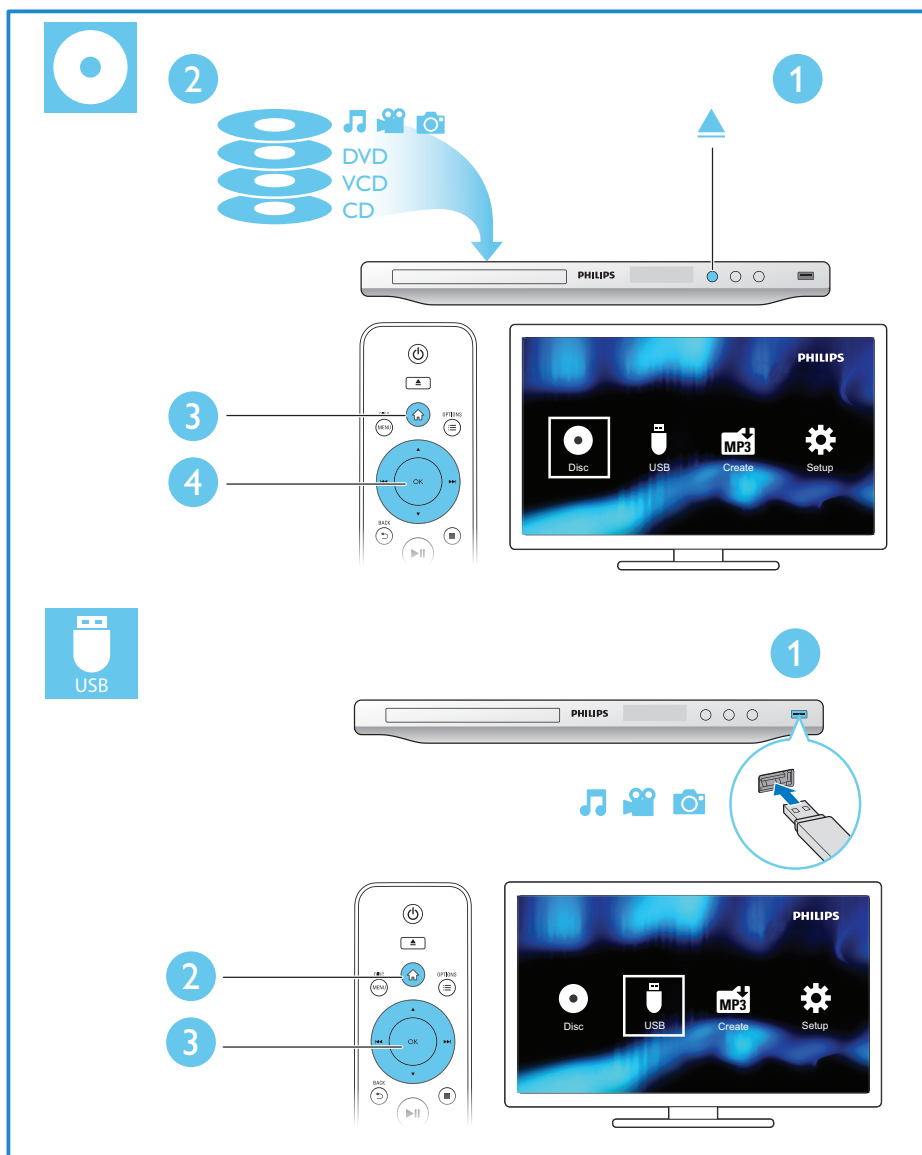 2
1
DVD
VCD
CD
PHILIPS
3
OPTIONS
MENU
4
OK
BACK
PHILIPS
Disc
USB
MP3
Create
Setup
USB
1
PHILIPS
2
OPTIONS
MENU
3
OK
BACK
PHILIPS
Disc
USB
MP3
Create
Setup